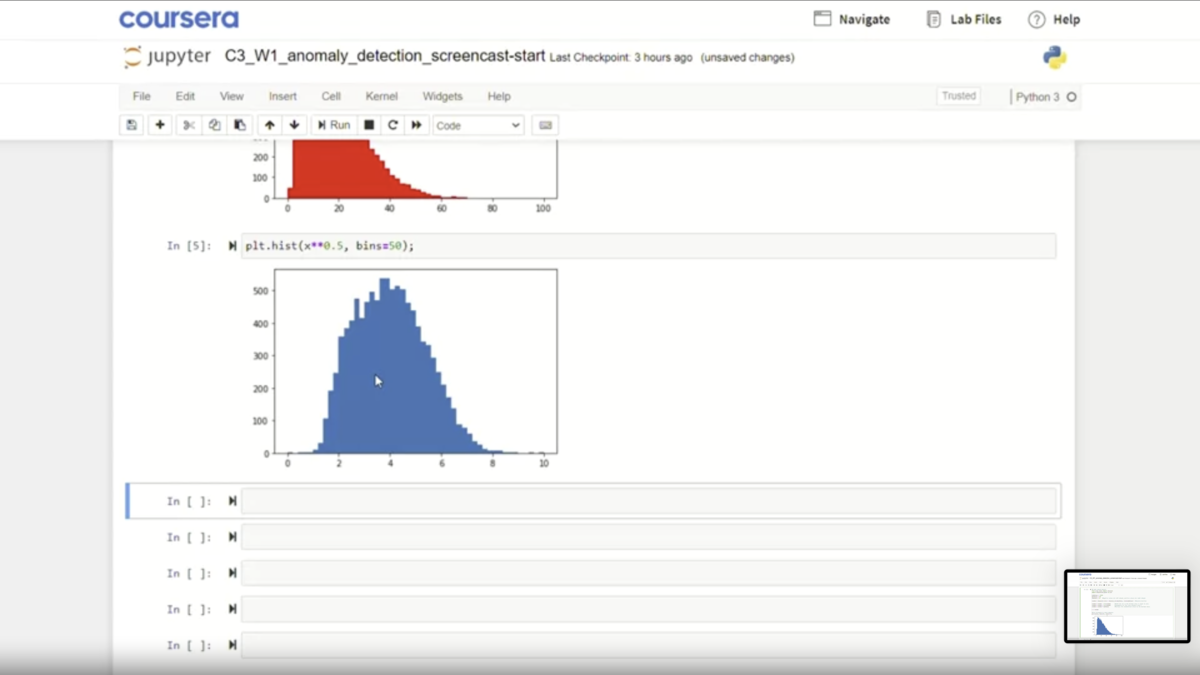 coursera
Navigate
Lab Files
Help
jupyter C3_W1_anomaly_detection_screencast-start Last Checkpoint: 3 hours ago (unsaved changes)
File Edit View Insert Cell Kernel Widgets Help
Trusted
Python 3
Run
Code
200
100
0
0 20 40 60 80 100
In [5]: plt.hist(x**0.5, bins=50);
500
400
300
200
100
0
0 2 4 6 8 10
In [ ]:
In [ ]:
In [ ]:
In [ ]:
In [ ]: